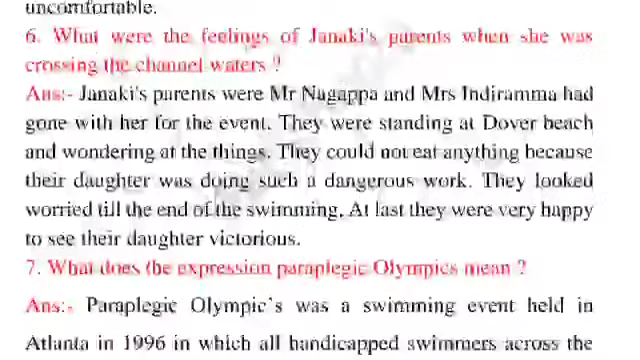 uncomfortable.
6. What were the feelings of Janaki's parents when she was
crossing the channel waters ?
Ans:- Janaki's parents were Mr Nagappa and Mrs Indiramma had
gone with her for the event. They were standing at Dover beach
and wondering at the things. They could not eat anything because
their daughter was doing such a dangerous work. They looked
worried till the end of the swimming. At last they were very happy
to see their daughter victorious.
7. What does the expression paraplegic Olympics mean ?
Ans:- Paraplegic Olympic's was a swimming event held in
Atlanta in 1996 in which all handicapped swimmers across the